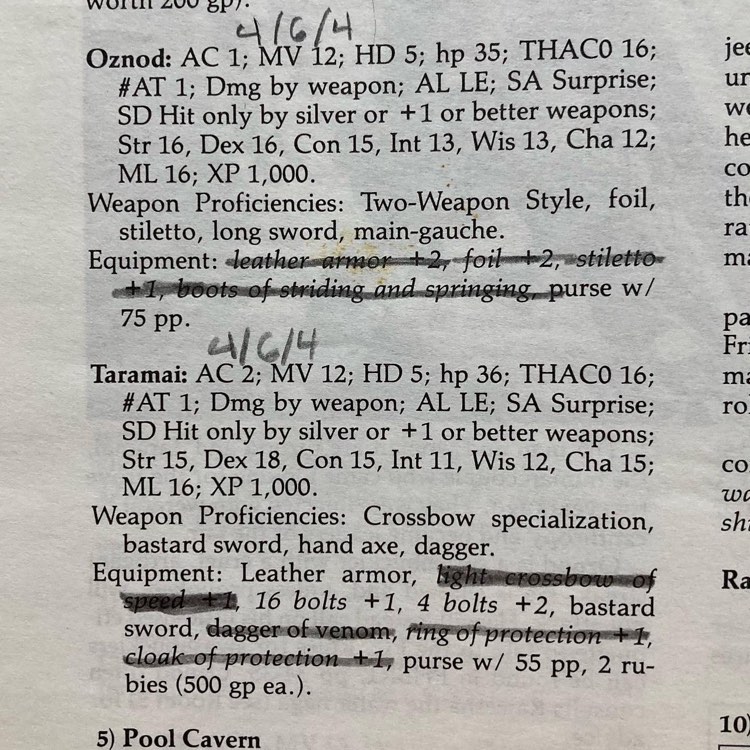 worth 200 gp).
4/6/4
Oznod: AC 1; MV 12; HD 5; hp 35; THAC0 16;
#AT 1; Dmg by weapon; AL LE; SA Surprise;
SD Hit only by silver or +1 or better weapons;
Str 16, Dex 16, Con 15, Int 13, Wis 13, Cha 12;
ML 16; XP 1,000.
Weapon Proficiencies: Two-Weapon Style, foil,
stiletto, long sword, main-gauche.
Equipment: leather armor +2, foil +2, stiletto
+1, boots of striding and springing, purse w/
75 pp.
4/6/4
Taramai: AC 2; MV 12; HD 5; hp 36; THAC0 16;
#AT 1; Dmg by weapon; AL LE; SA Surprise;
SD Hit only by silver or +1 or better weapons;
Str 15, Dex 18, Con 15, Int 11, Wis 12, Cha 15;
ML 16; XP 1,000.
Weapon Proficiencies: Crossbow specialization,
bastard sword, hand axe, dagger.
Equipment: Leather armor, light crossbow of
speed +1, 16 bolts +1, 4 bolts +2, bastard
sword, dagger of venom, ring of protection +1,
cloak of protection +1, purse w/ 55 pp, 2 ru-
bies (500 gp ea.).
5) Pool Cavern
10)